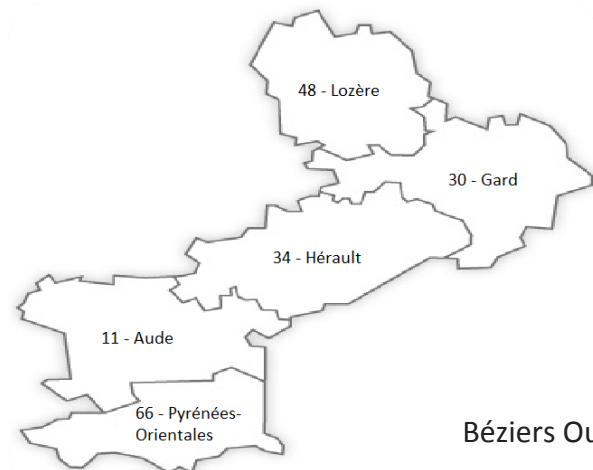 48 - Lozère
30 - Gard
34 - Hérault
11 - Aude
66 - Pyrénées-
Orientales
Béziers Ou